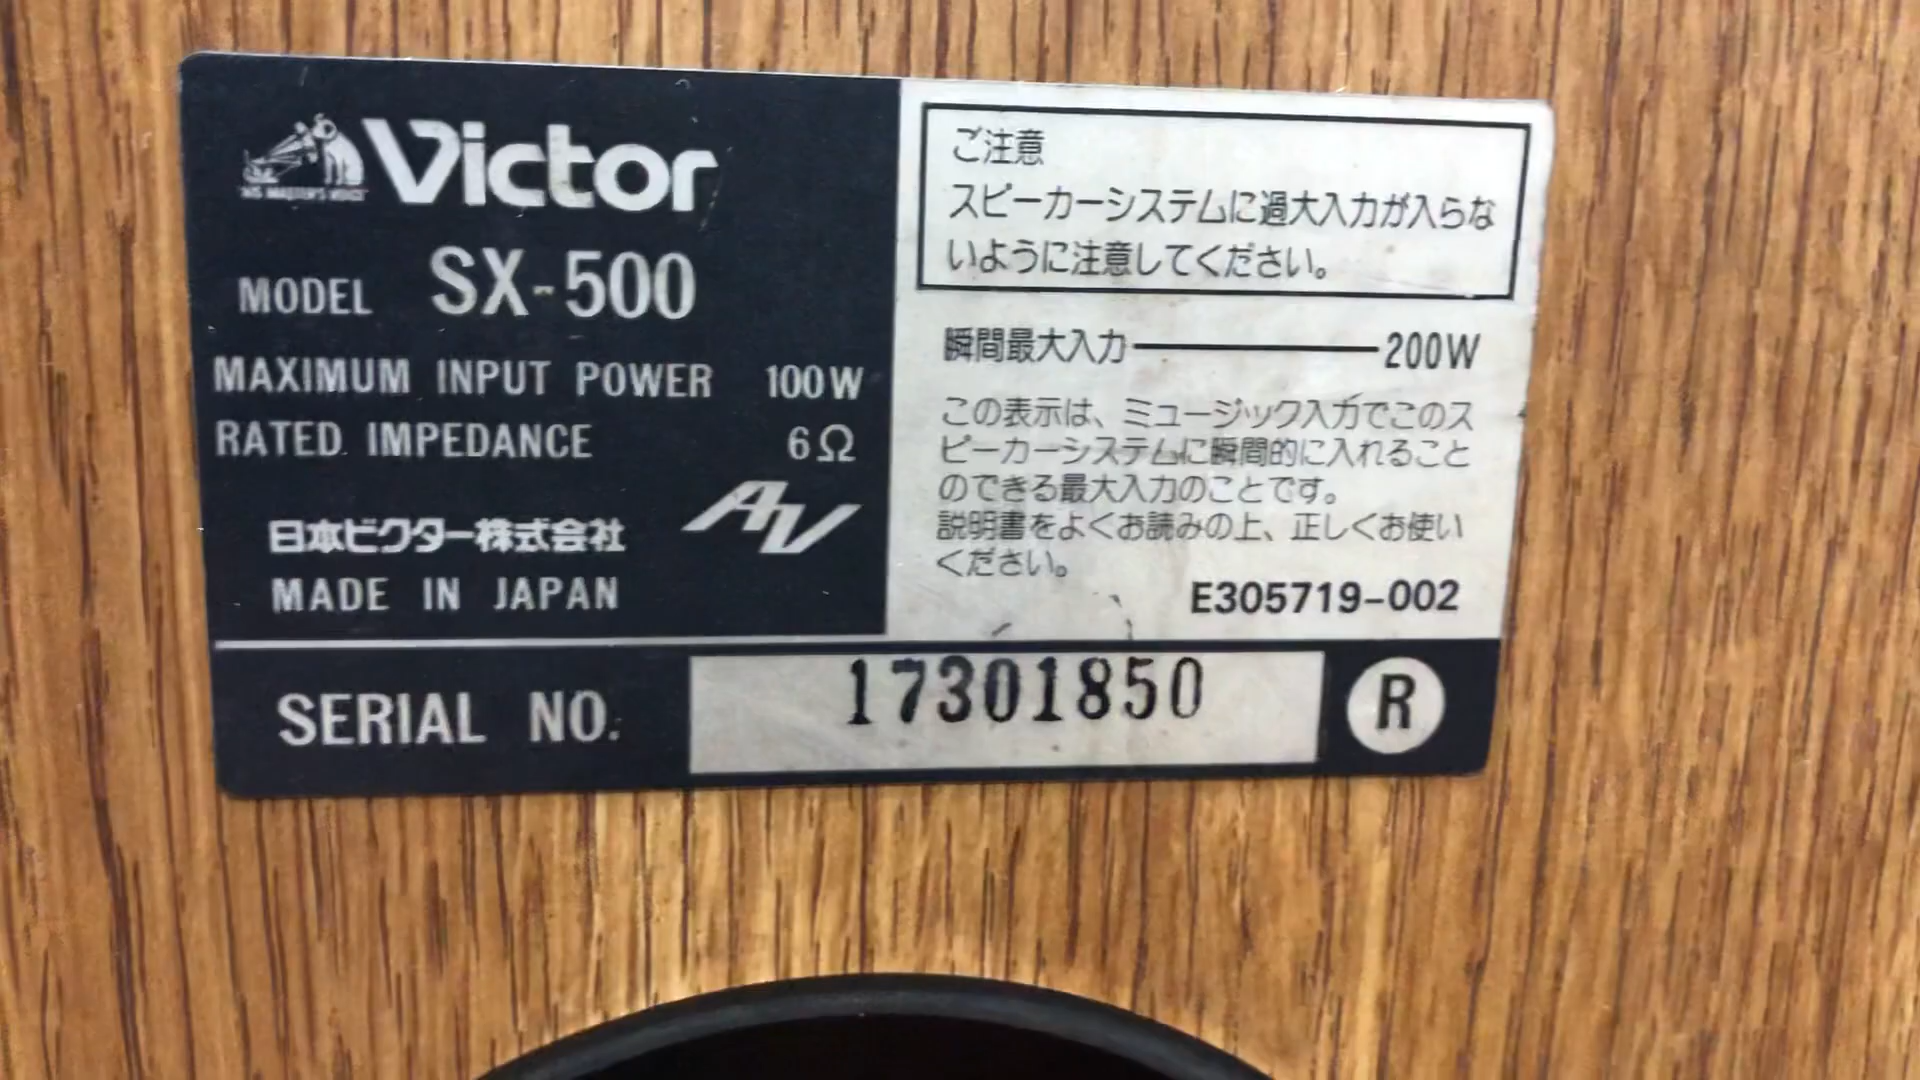 Victor
"HIS MASTER'S VOICE"
MODEL SX-500
MAXIMUM INPUT POWER 100W
RATED IMPEDANCE 6Ω
AV
日本ビクター株式会社
MADE IN JAPAN
ご注意
スピーカーシステムに過大入力が入らな
いように注意してください。
瞬間最大入力 200W
この表示は、ミュージック入力でこのス
ピーカーシステムに瞬間的に入れること
のできる最大入力のことです。
説明書をよくお読みの上、正しくお使い
ください。
E305719-002
SERIAL NO. 17301850 R